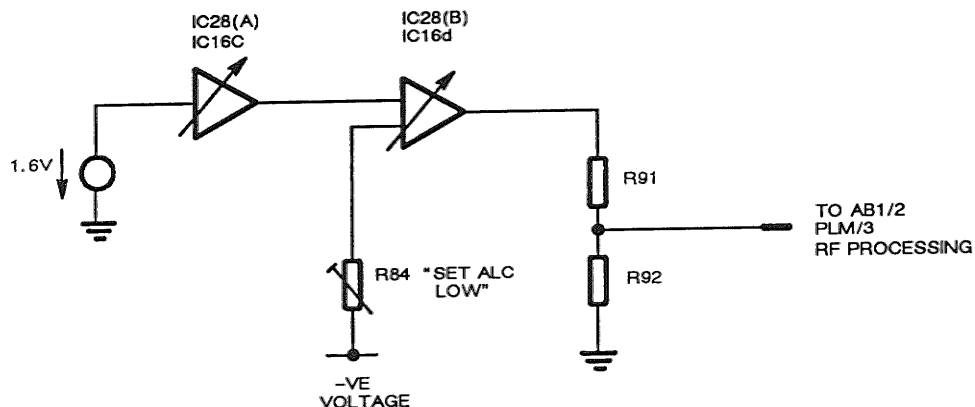 IC28(A)
IC16C
IC28(B)
IC16d
1.6V
R91
TO AB1/2
PLM/3
RF PROCESSING
R84 "SET ALC
LOW"
R92
-VE
VOLTAGE